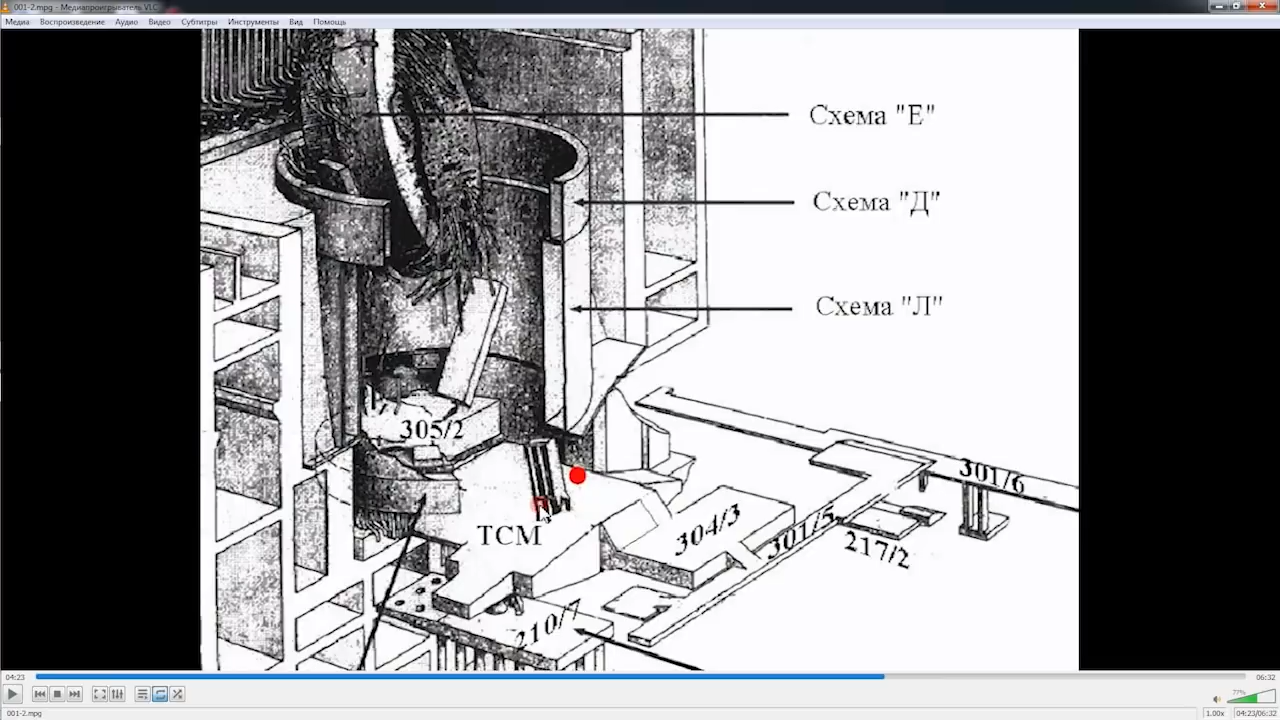 001-2.mpg - Медиапроигрыватель VLC
Медиа Воспроизведение Аудио Видео Субтитры Инструменты Вид Помощь
Схема "Е"
Схема "Д"
Схема "Л"
305/2
301/6
ТСМ
304/3
301/5
217/2
210/7
04:23
06:32
77%
001-2.mpg
1.00x
04:23/06:32